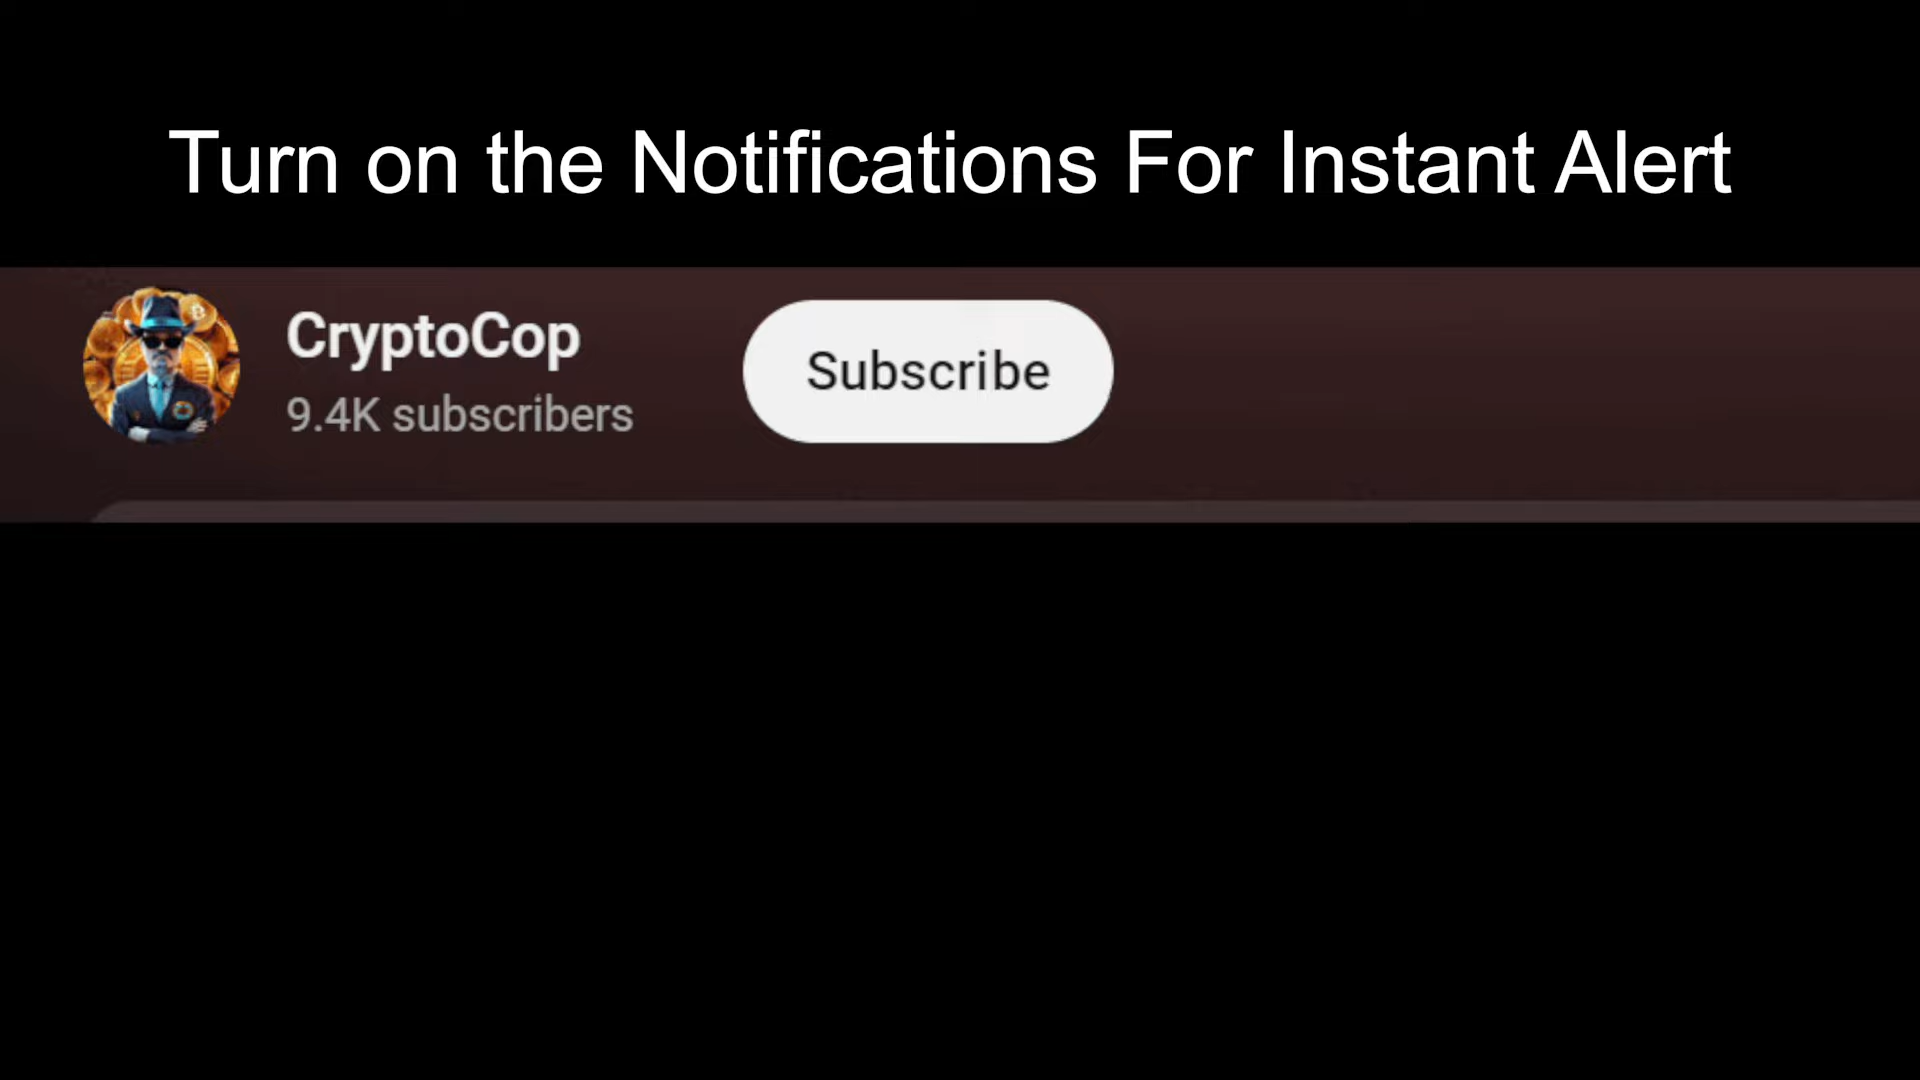 Turn on the Notifications For Instant Alert
CryptoCop
9.4K subscribers
Subscribe